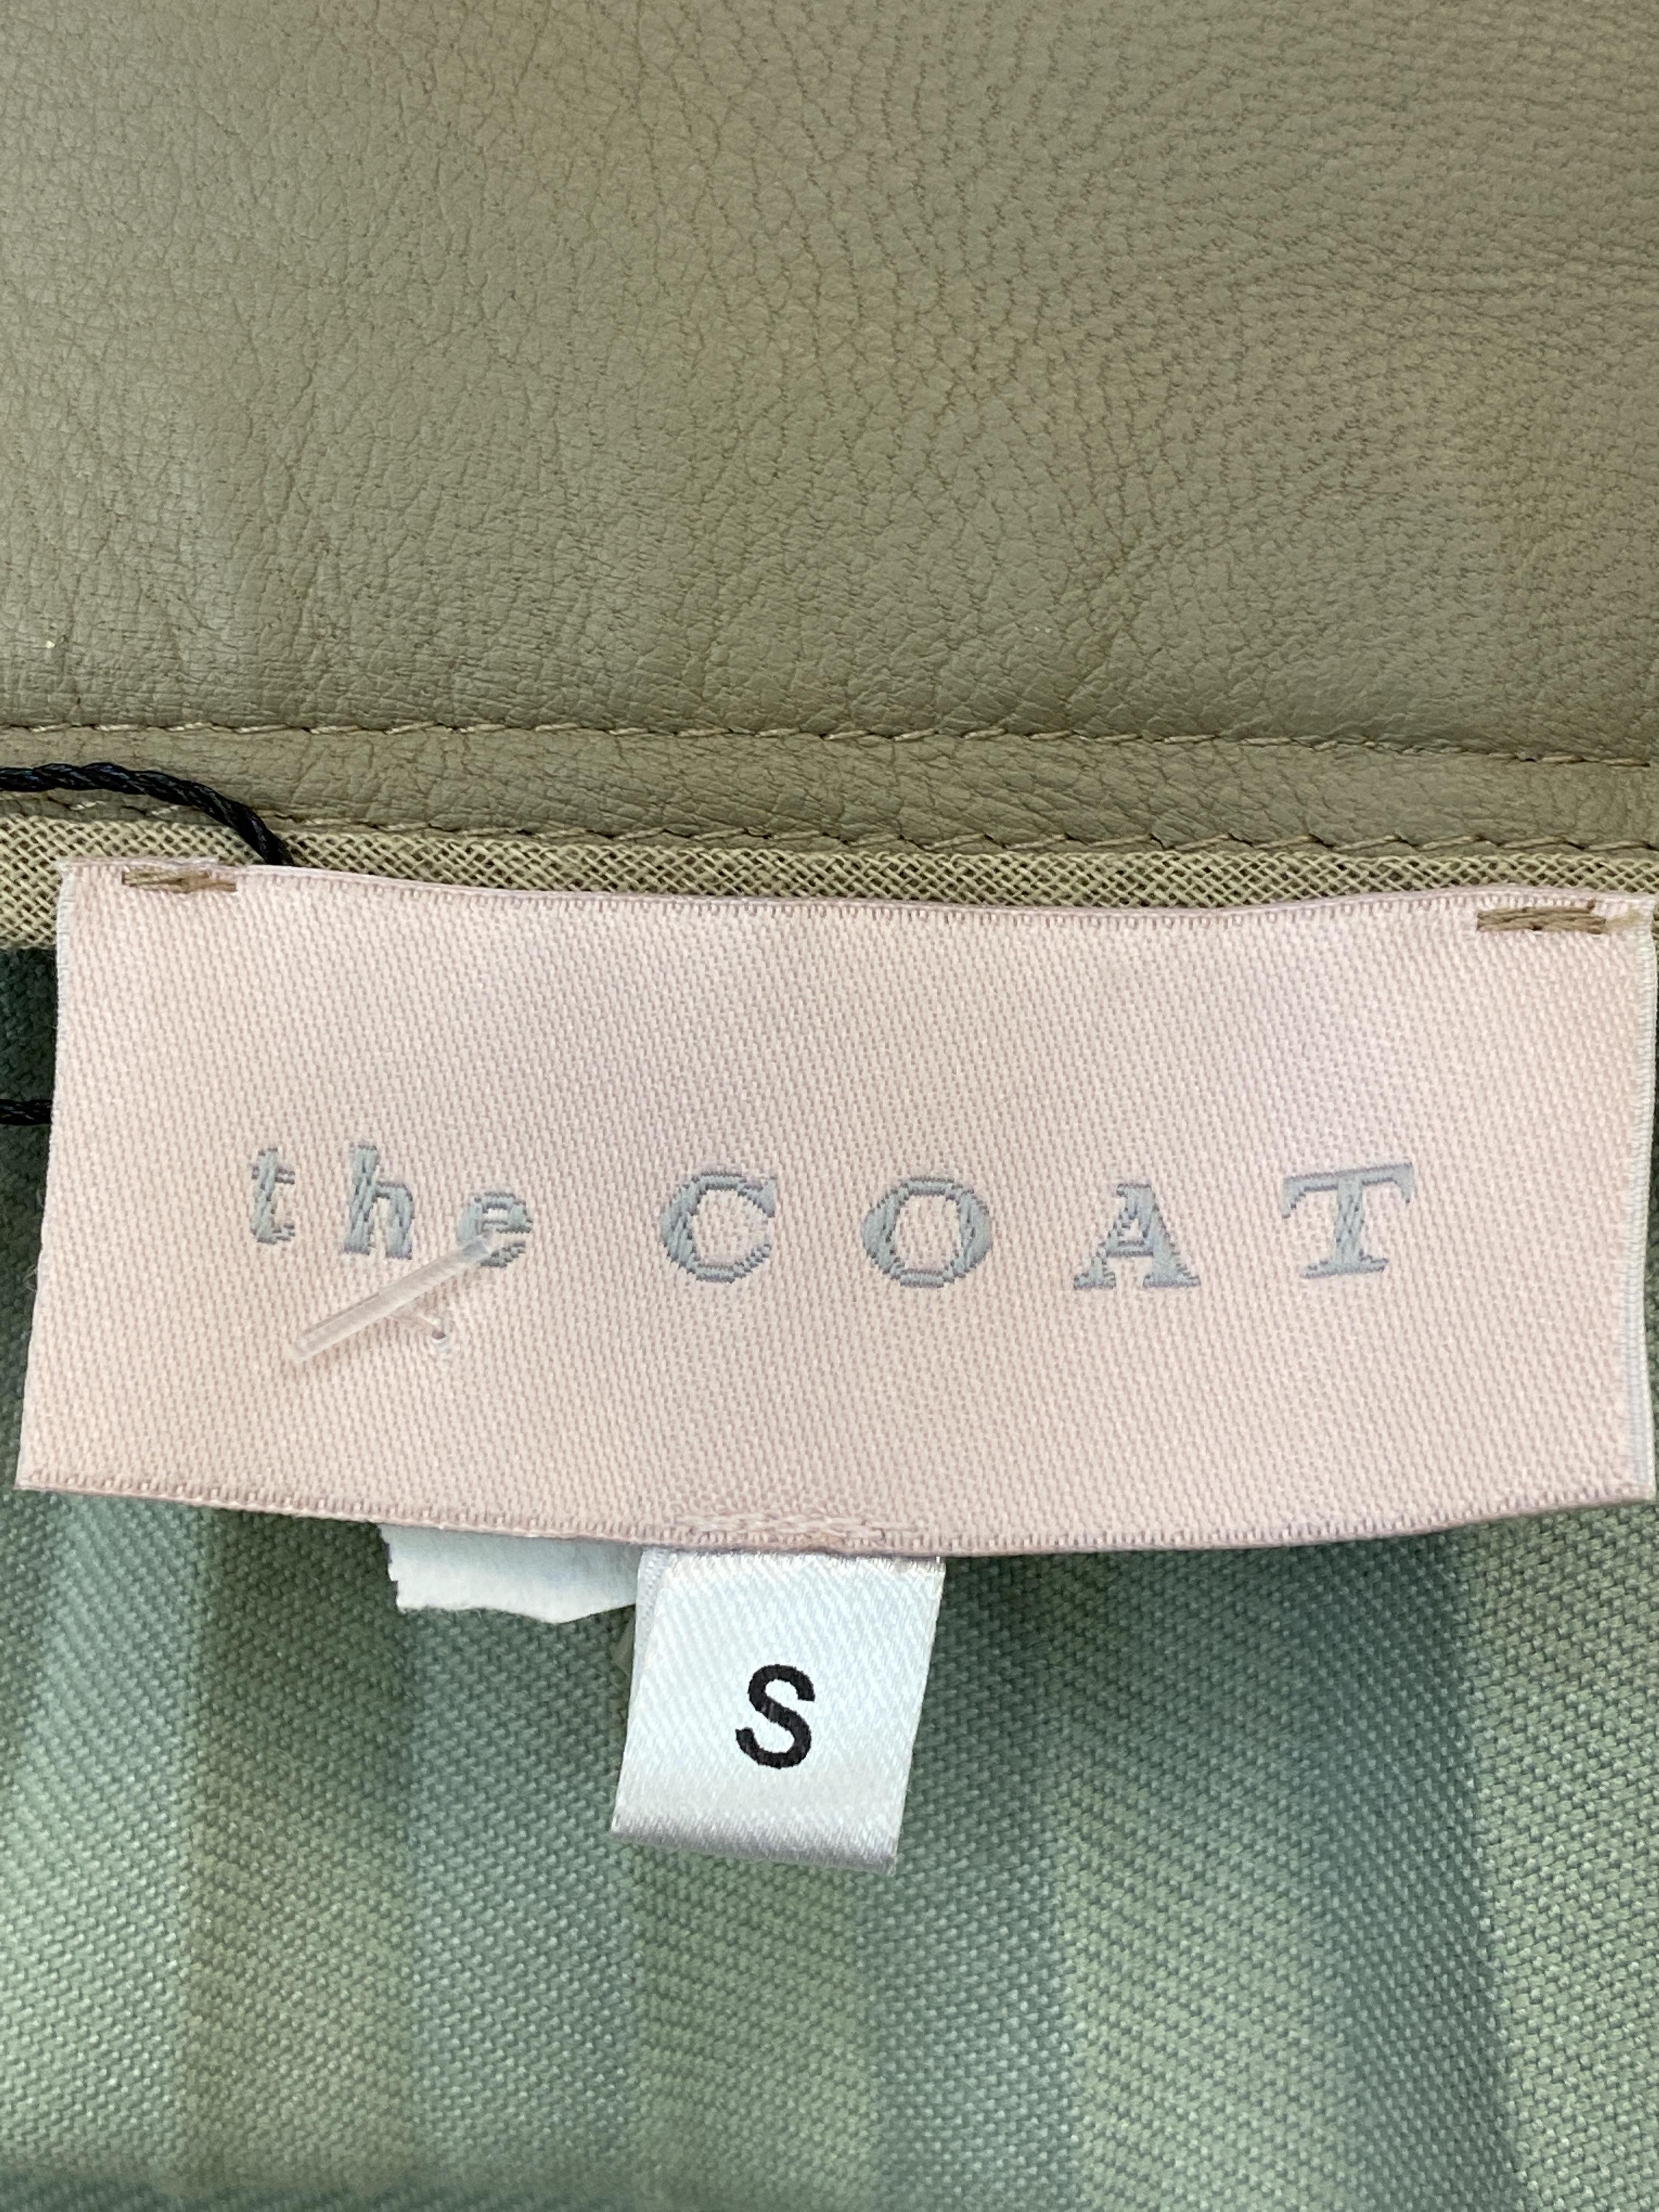 the COAT
S